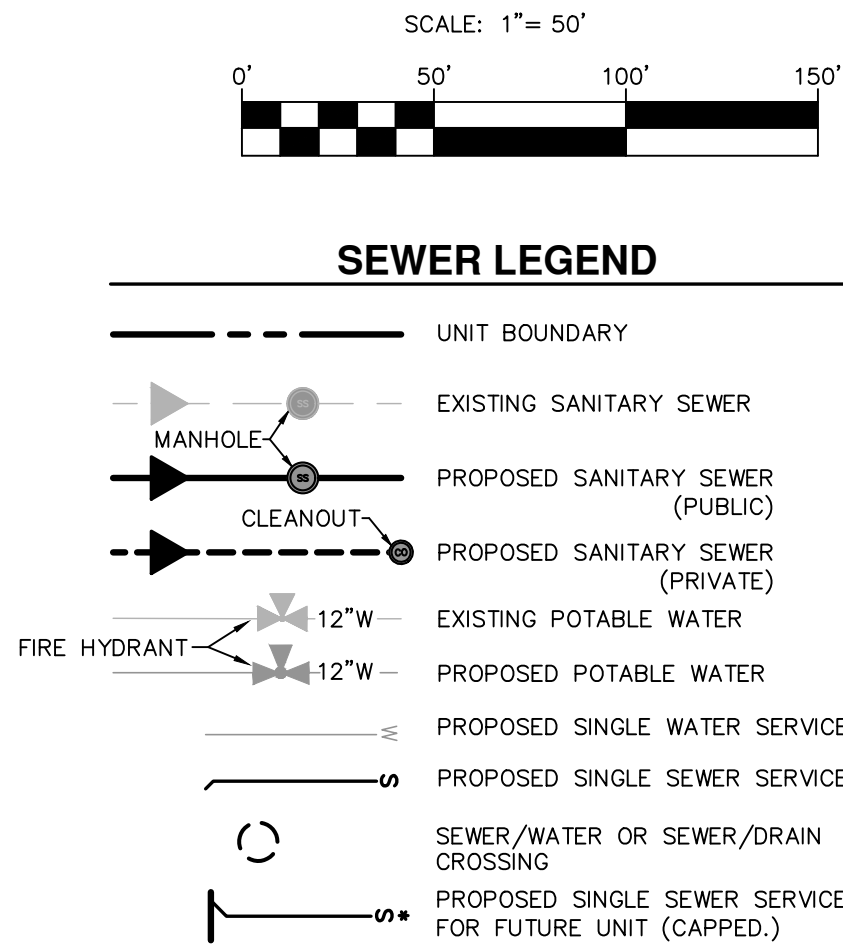 SCALE: 1"= 50'
0' 50' 100' 150'
SEWER LEGEND
UNIT BOUNDARY
SS EXISTING SANITARY SEWER
MANHOLE
SS PROPOSED SANITARY SEWER
(PUBLIC)
CLEANOUT
CO PROPOSED SANITARY SEWER
(PRIVATE)
12"W EXISTING POTABLE WATER
FIRE HYDRANT
12"W PROPOSED POTABLE WATER
W PROPOSED SINGLE WATER SERVICE
S PROPOSED SINGLE SEWER SERVICE
SEWER/WATER OR SEWER/DRAIN
CROSSING
S* PROPOSED SINGLE SEWER SERVICE
FOR FUTURE UNIT (CAPPED.)